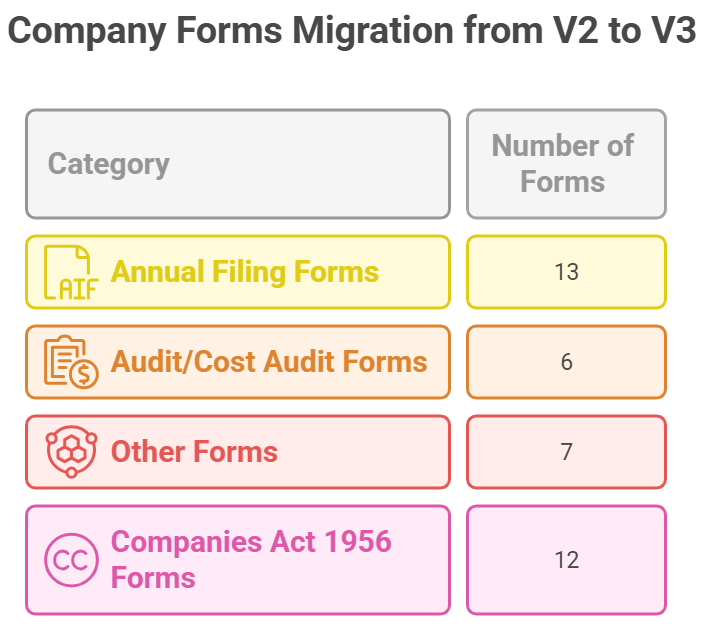 Company Forms Migration from V2 to V3
Category
Number of
Forms
AIF
Annual Filing Forms
13
$
Audit/Cost Audit Forms
6
Other Forms
7
CC
Companies Act 1956
Forms
12